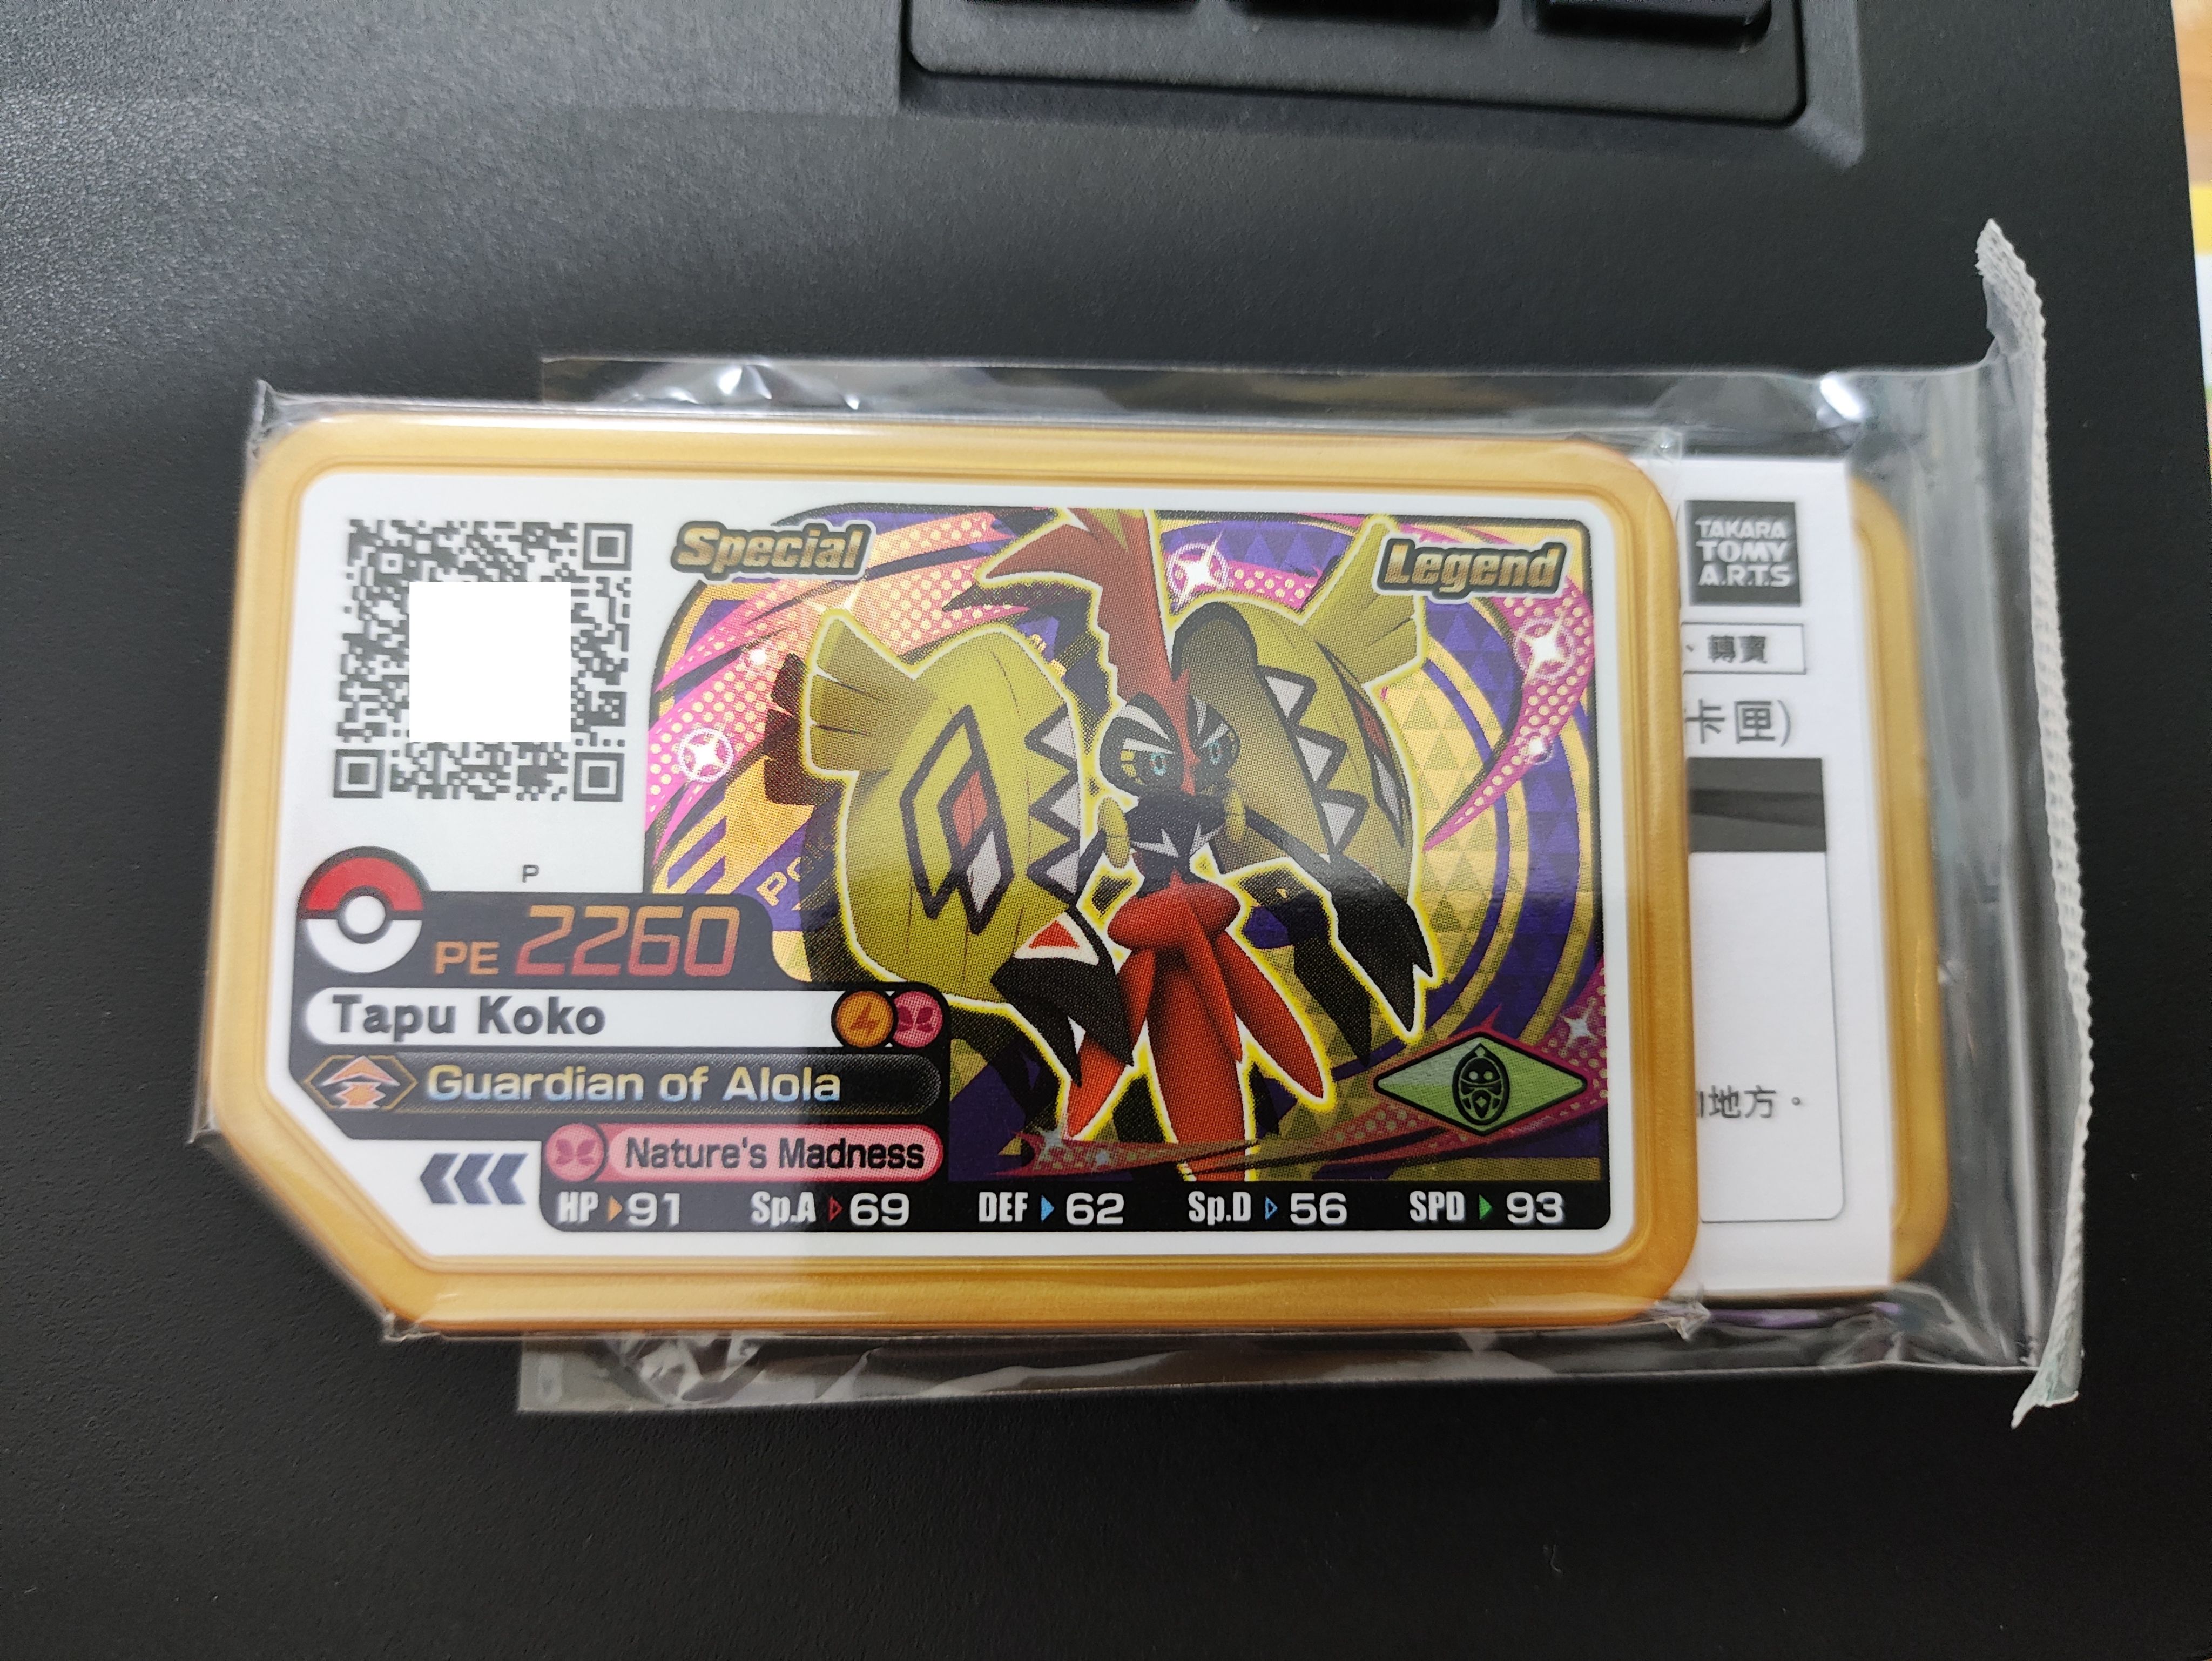 Special
Legend
P
PE 2260
Tapu Koko
Guardian of Alola
Nature's Madness
HP 91 Sp.A 69 DEF 62 Sp.D 56 SPD 93
TAKARA
TOMY
A.R.T.S
、轉賣
卡匣)
地方。